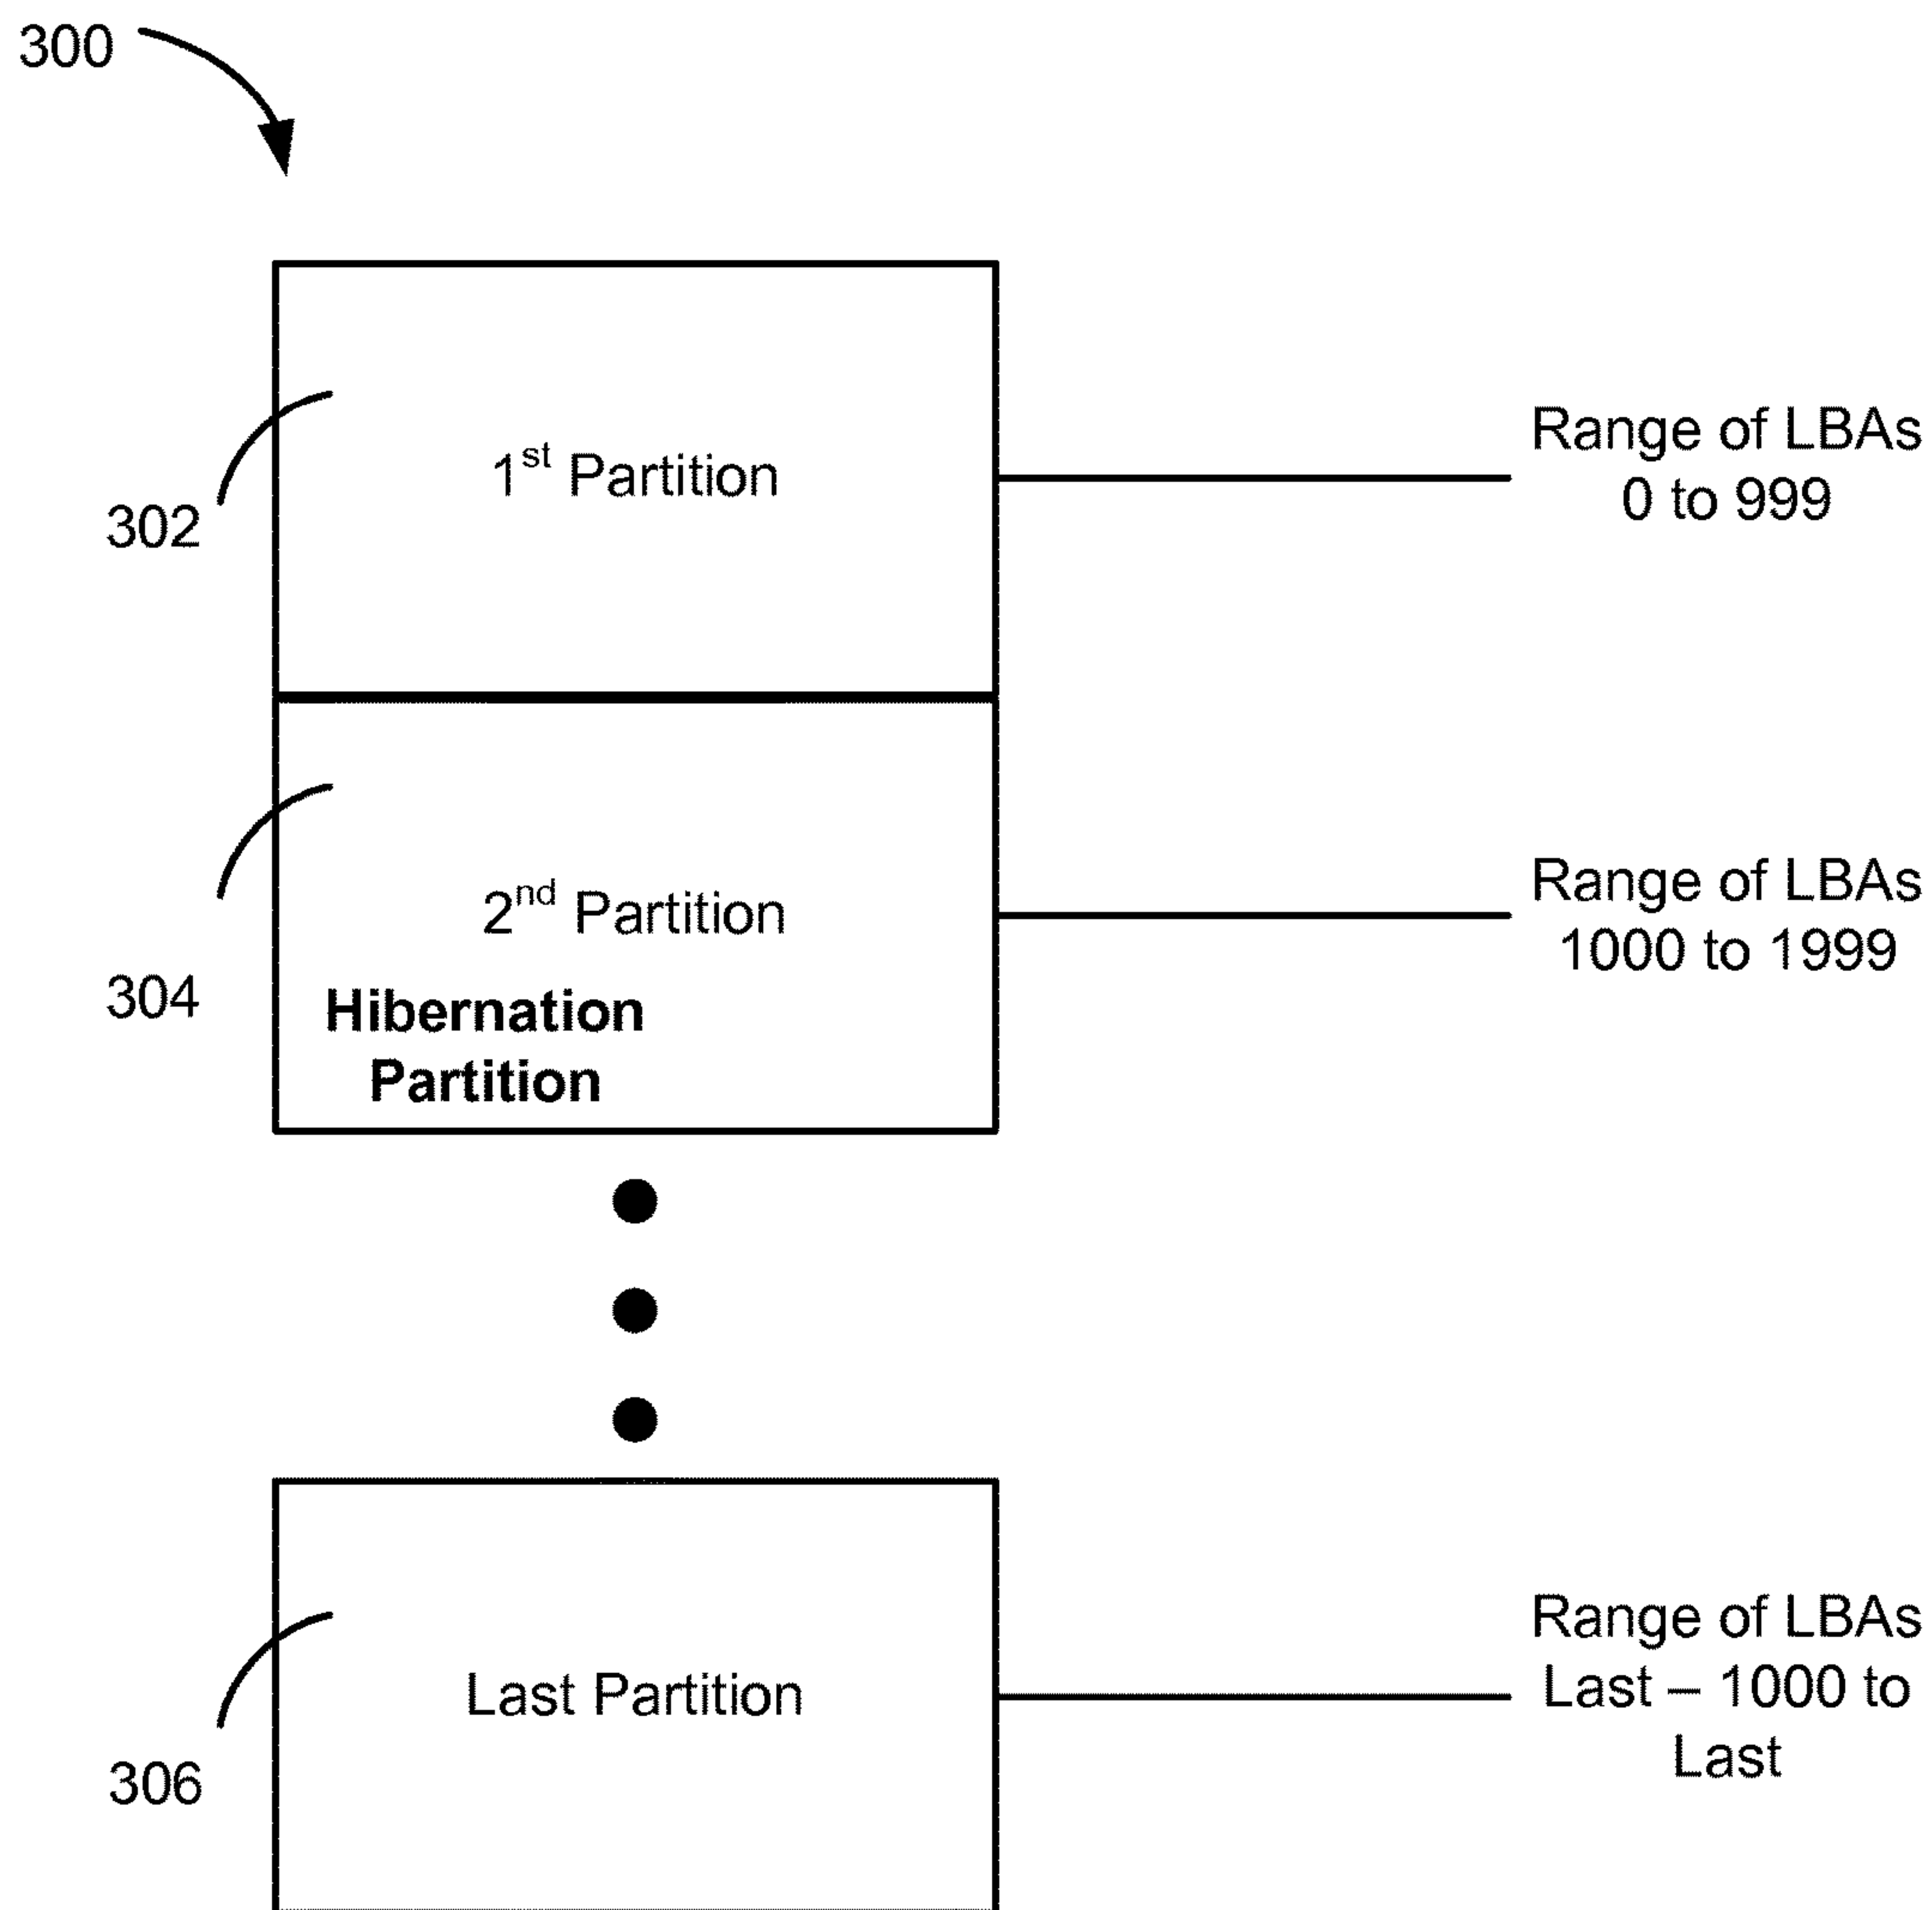 300
1st Partition
Range of LBAs
0 to 999
302
2nd Partition
Range of LBAs
1000 to 1999
304
Hibernation
Partition
Last Partition
Range of LBAs
Last – 1000 to
Last
306